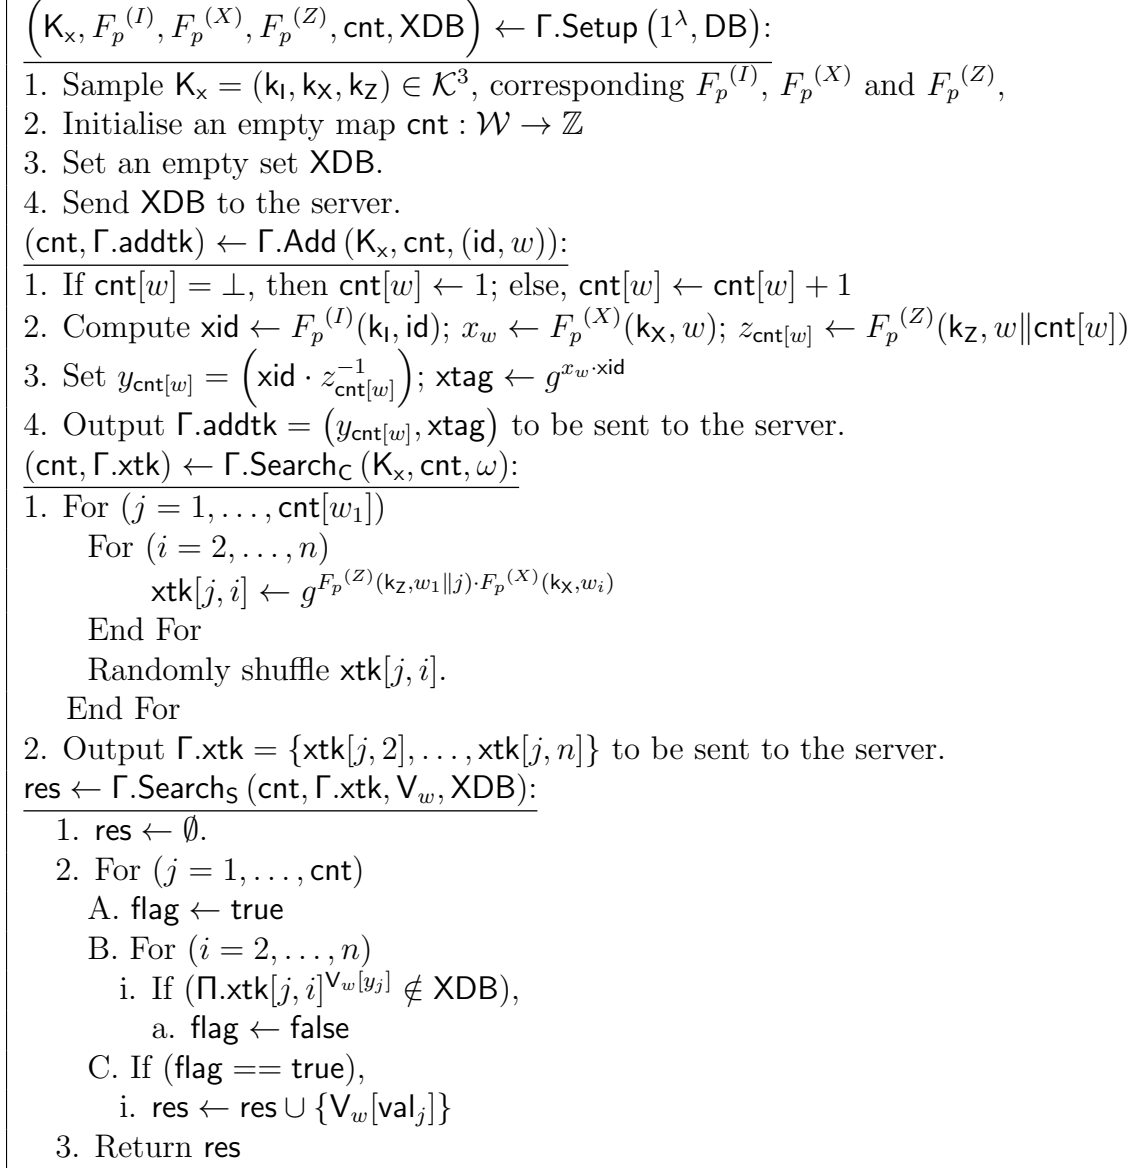 (K_x, F_p^(I), F_p^(X), F_p^(Z), cnt, XDB) ← Γ.Setup (1^λ, DB):
1. Sample K_x = (k_I, k_X, k_Z) ∈ 𝒦^3, corresponding F_p^(I), F_p^(X) and F_p^(Z),
2. Initialise an empty map cnt : 𝒲 → ℤ
3. Set an empty set XDB.
4. Send XDB to the server.
(cnt, Γ.addtk) ← Γ.Add (K_x, cnt, (id, w)):
1. If cnt[w] = ⊥, then cnt[w] ← 1; else, cnt[w] ← cnt[w] + 1
2. Compute xid ← F_p^(I)(k_I, id); x_w ← F_p^(X)(k_X, w); z_cnt[w] ← F_p^(Z)(k_Z, w‖cnt[w])
3. Set y_cnt[w] = (xid · z_cnt[w]^-1); xtag ← g^{x_w·xid}
4. Output Γ.addtk = (y_cnt[w], xtag) to be sent to the server.
(cnt, Γ.xtk) ← Γ.Search_C (K_x, cnt, ω):
1. For (j = 1, . . . , cnt[w_1])
For (i = 2, . . . , n)
xtk[j, i] ← g^{F_p^(Z)(k_Z, w_1‖j)·F_p^(X)(k_X, w_i)}
End For
Randomly shuffle xtk[j, i].
End For
2. Output Γ.xtk = {xtk[j, 2], . . . , xtk[j, n]} to be sent to the server.
res ← Γ.Search_S (cnt, Γ.xtk, V_w, XDB):
1. res ← ∅.
2. For (j = 1, . . . , cnt)
A. flag ← true
B. For (i = 2, . . . , n)
i. If (Π.xtk[j, i]^{V_w[y_j]} ∉ XDB),
a. flag ← false
C. If (flag == true),
i. res ← res ∪ {V_w[val_j]}
3. Return res